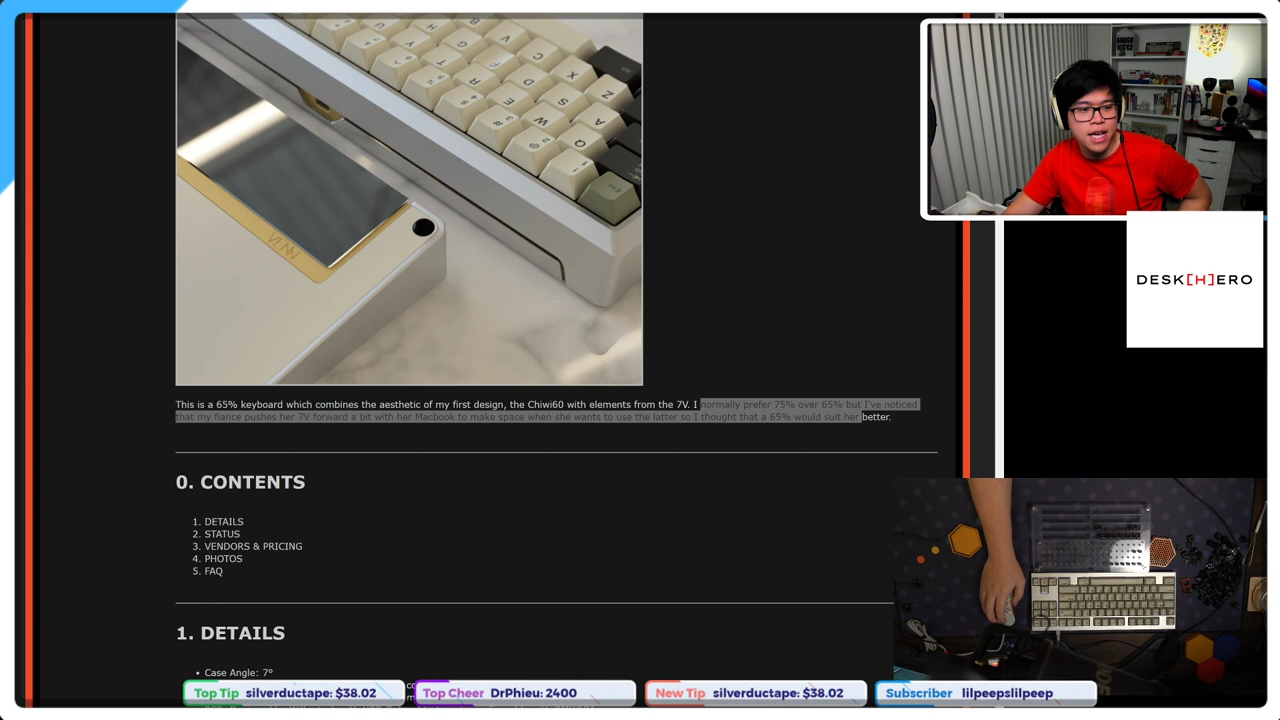 VENN
DESK[H]ERO
This is a 65% keyboard which combines the aesthetic of my first design, the Chiwi60 with elements from the 7V. I normally prefer 75% over 65% but I've noticed
that my fiance pushes her 7V forward a bit with her Macbook to make space when she wants to use the latter so I thought that a 65% would suit her better.
0. CONTENTS
1. DETAILS
2. STATUS
3. VENDORS & PRICING
4. PHOTOS
5. FAQ
1. DETAILS
• Case Angle: 7°
Top Tip silverductape: $38.02
Top Cheer DrPhieu: 2400
New Tip silverductape: $38.02
Subscriber lilpeepslilpeep